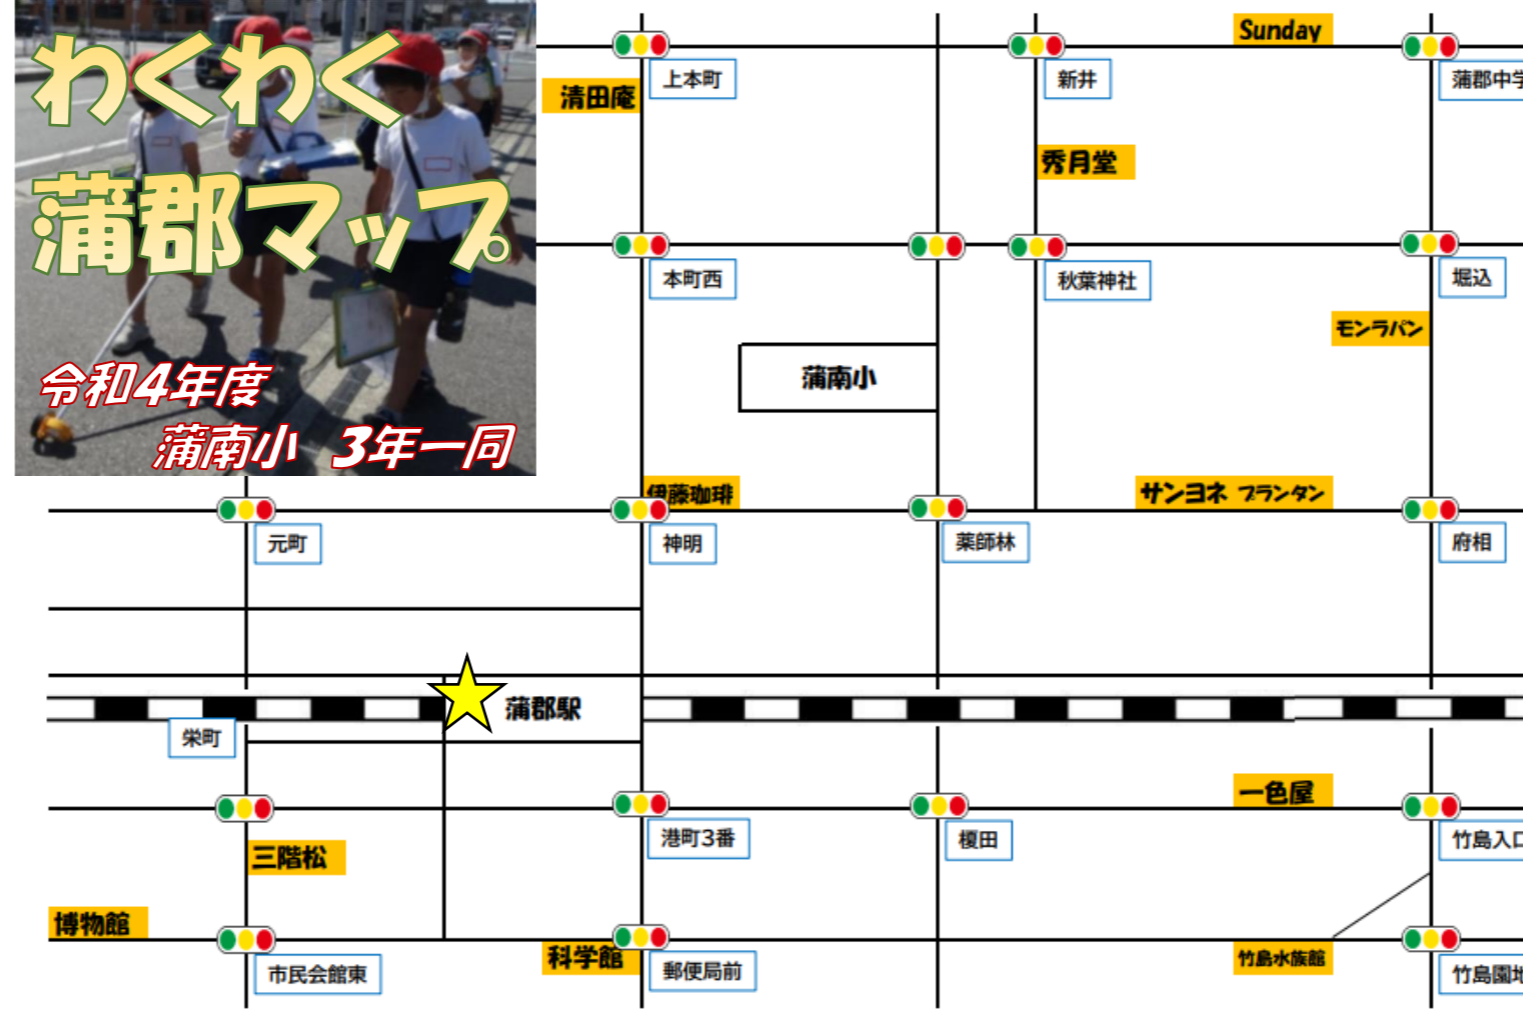 わくわく
蒲郡マップ
令和4年度
蒲南小 3年一同
Sunday
上本町
新井
蒲郡中学
清田庵
秀月堂
本町西
秋葉神社
堀込
モンラパン
蒲南小
伊藤珈琲
サンヨネ プランタン
元町
神明
薬師林
府相
蒲郡駅
栄町
一色屋
港町3番
榎田
竹島入口
三階松
博物館
科学館
竹島水族館
市民会館東
郵便局前
竹島園地